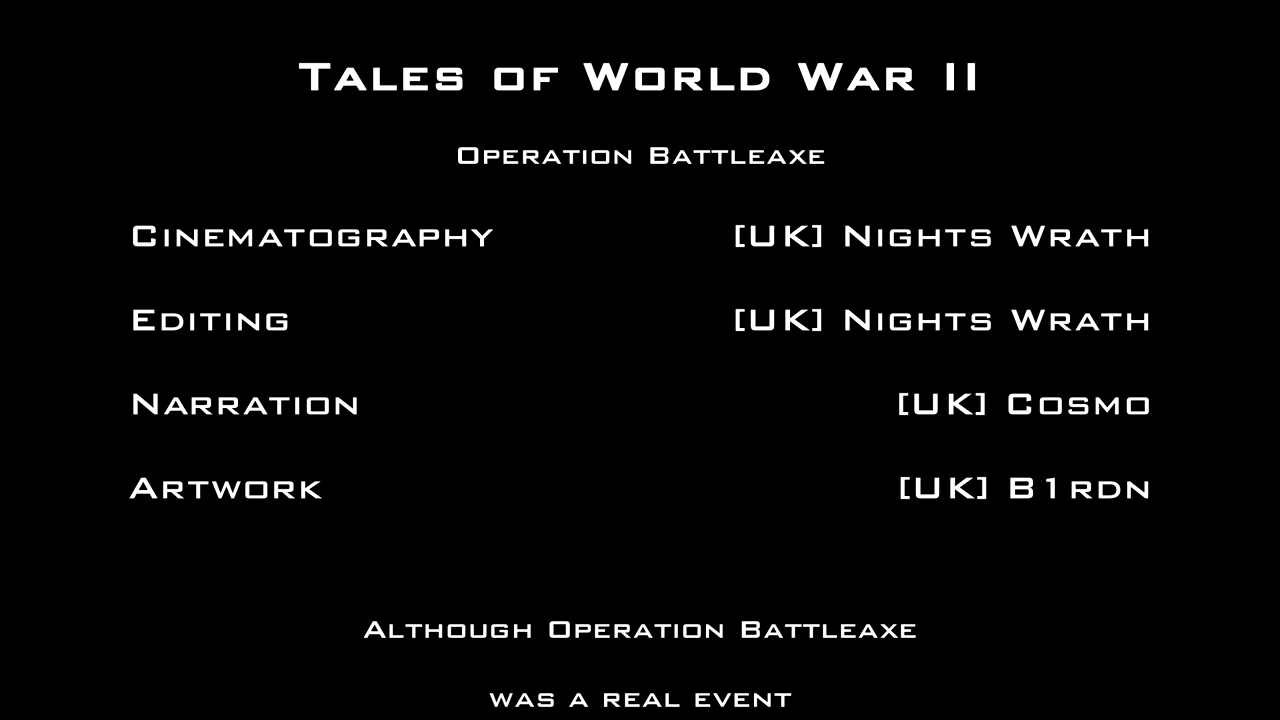 Tales of World War II
Operation Battleaxe
Cinematography [UK] Nights Wrath
Editing [UK] Nights Wrath
Narration [UK] Cosmo
Artwork [UK] B1rdn
Although Operation Battleaxe
was a real event